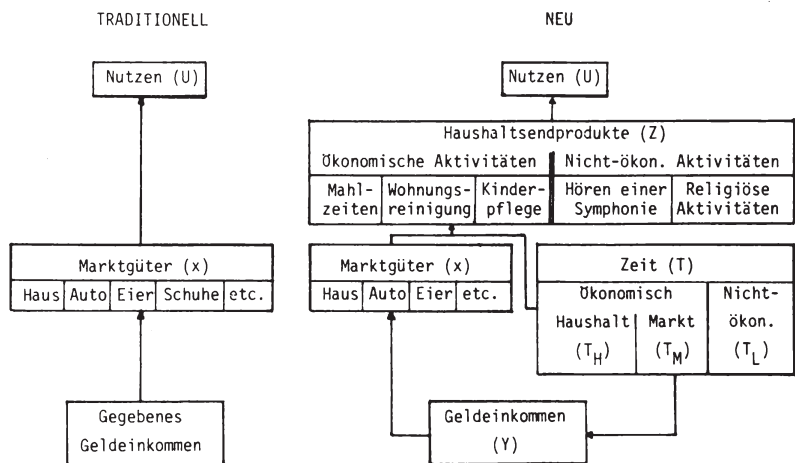 TRADITIONELL
Nutzen (U)
Marktgüter (x)
Haus Auto Eier Schuhe etc.
Gegebenes
Geldeinkommen
NEU
Nutzen (U)
Haushaltsendprodukte (Z)
Ökonomische Aktivitäten Nicht-ökon. Aktivitäten
Mahl- Wohnungs- Kinder- Hören einer Religiöse
zeiten reinigung pflege Symphonie Aktivitäten
Marktgüter (x)
Haus Auto Eier etc.
Zeit (T)
Ökonomisch Nicht-
Haushalt Markt ökon.
(T_H) (T_M) (T_L)
Geldeinkommen
(Y)